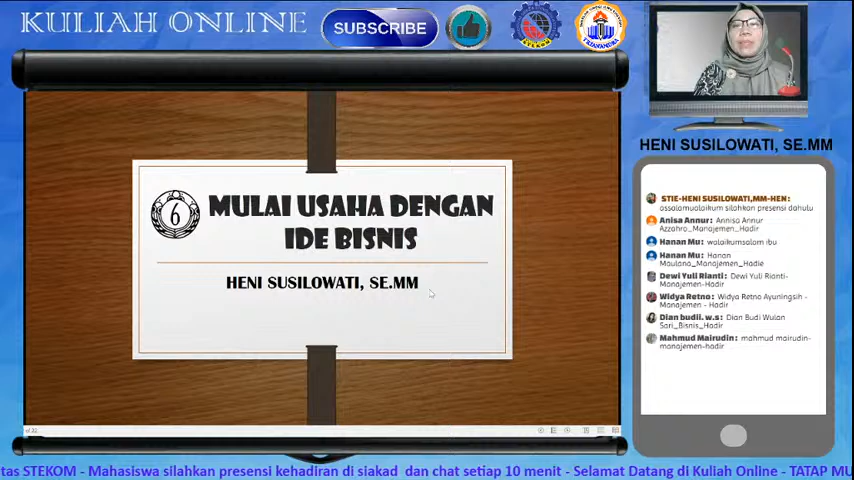 KULIAH ONLINE
SUBSCRIBE
STEKOM
HENI SUSILOWATI, SE.MM
6
MULAI USAHA DENGAN
IDE BISNIS
HENI SUSILOWATI, SE.MM
STIE-HENI SUSILOWATI,MM-HEN :
assalamualaikum silahkan presensi dahulu
Anisa Annur: Annisa Annur
Azzahra_Manajemen_Hadir
Hanan Mu: walaikumsalam ibu
Hanan Mu: Hanan
Maulana_Manajemen_Hadie
Dewi Yuli Rianti: Dewi Yuli Rianti-
Manajemen-Hadir
Widya Retno: Widya Retno Ayuningsih -
Manajemen - Hadir
Dian budii. w.s: Dian Budi Wulan
Sari_Bisnis_Hadir
Mahmud Mairudin: mahmud mairudin-
manajemen-hadir
tas STEKOM - Mahasiswa silahkan presensi kehadiran di siakad dan chat setiap 10 menit - Selamat Datang di Kuliah Online - TATAP MU